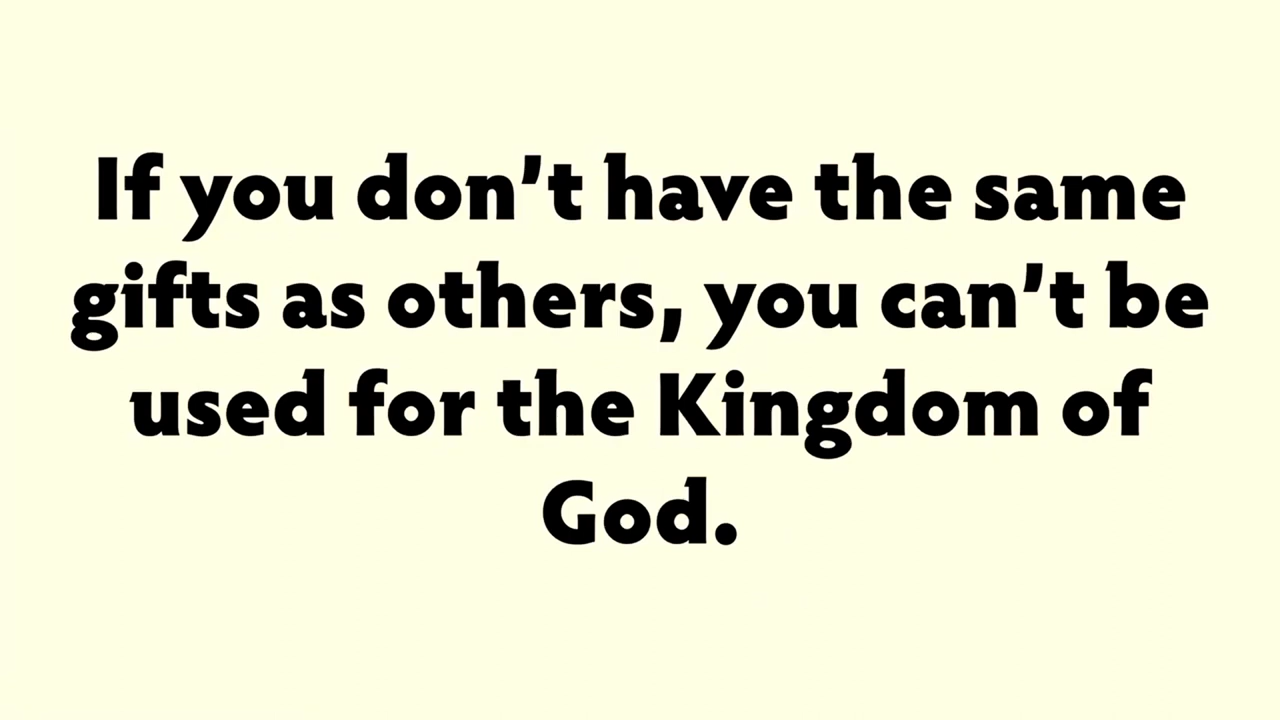 If you don’t have the same
gifts as others, you can’t be
used for the Kingdom of
God.